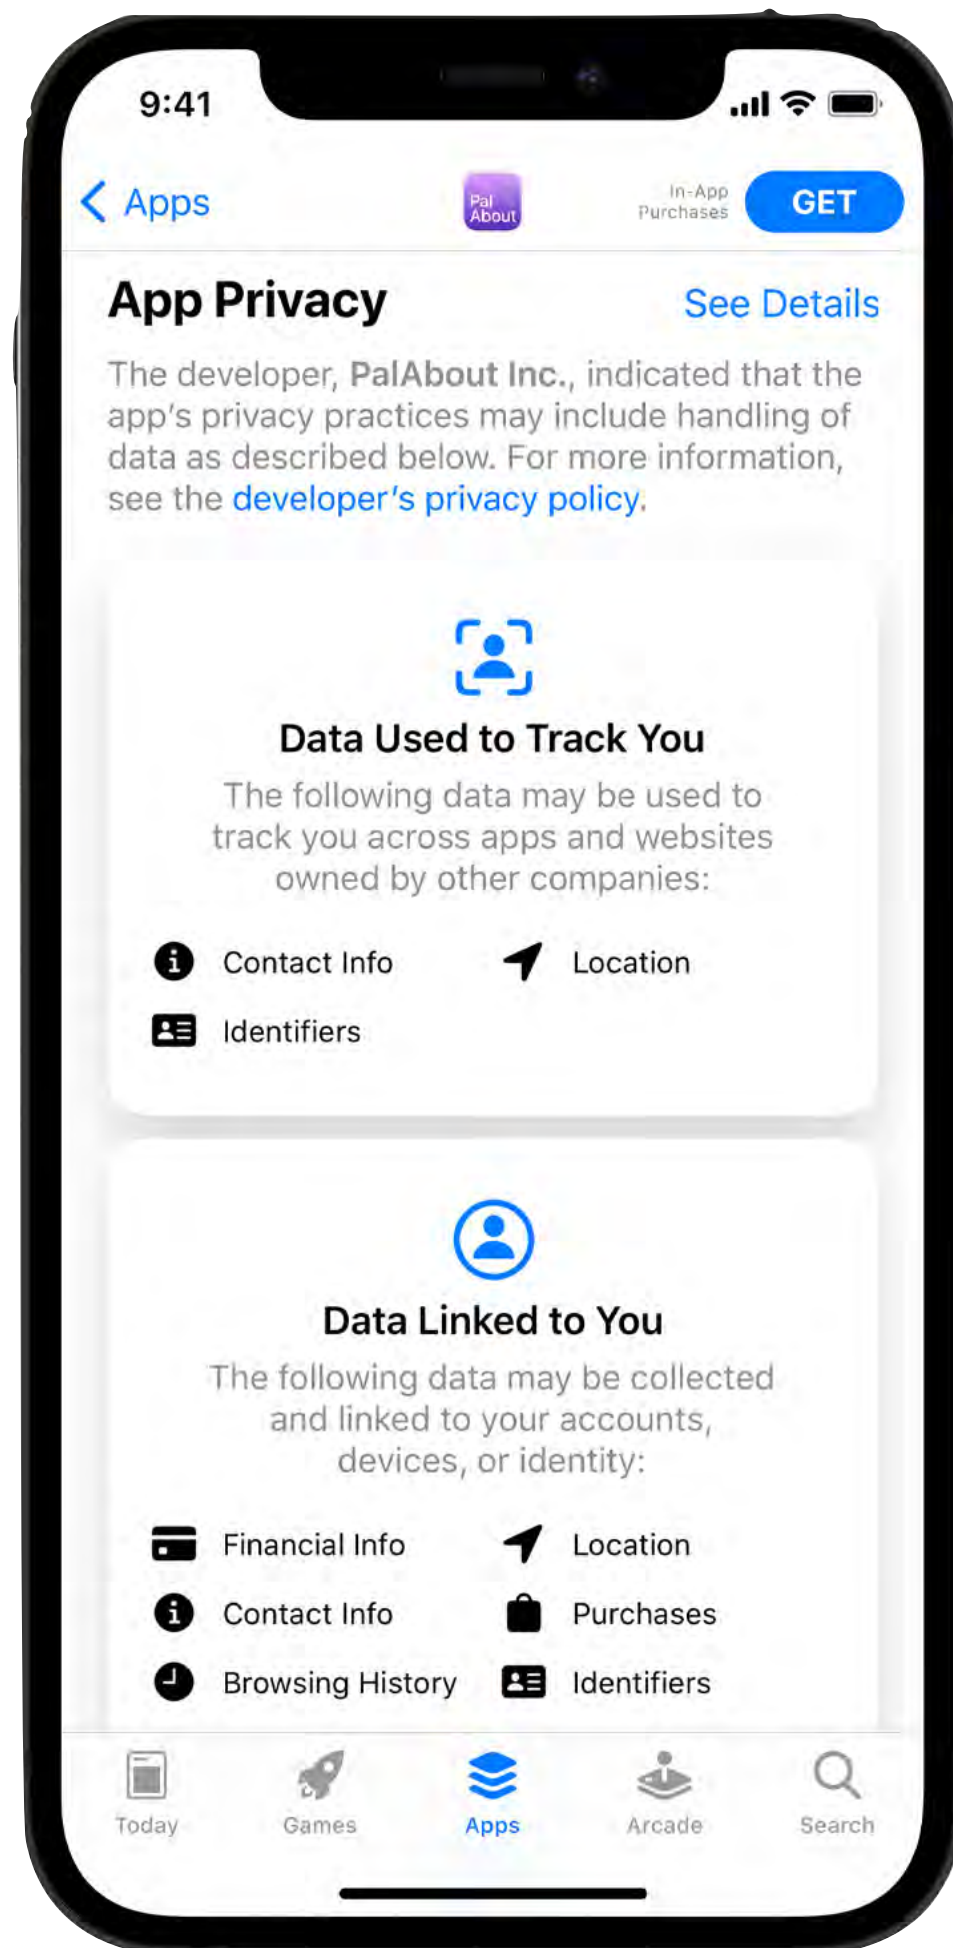 9:41
Apps
Pal
About
In-App
Purchases
GET
App Privacy
See Details
The developer, PalAbout Inc., indicated that the
app's privacy practices may include handling of
data as described below. For more information,
see the developer's privacy policy.
Data Used to Track You
The following data may be used to
track you across apps and websites
owned by other companies:
Contact Info
Location
Identifiers
Data Linked to You
The following data may be collected
and linked to your accounts,
devices, or identity:
Financial Info
Location
Contact Info
Purchases
Browsing History
Identifiers
Today
Games
Apps
Arcade
Search